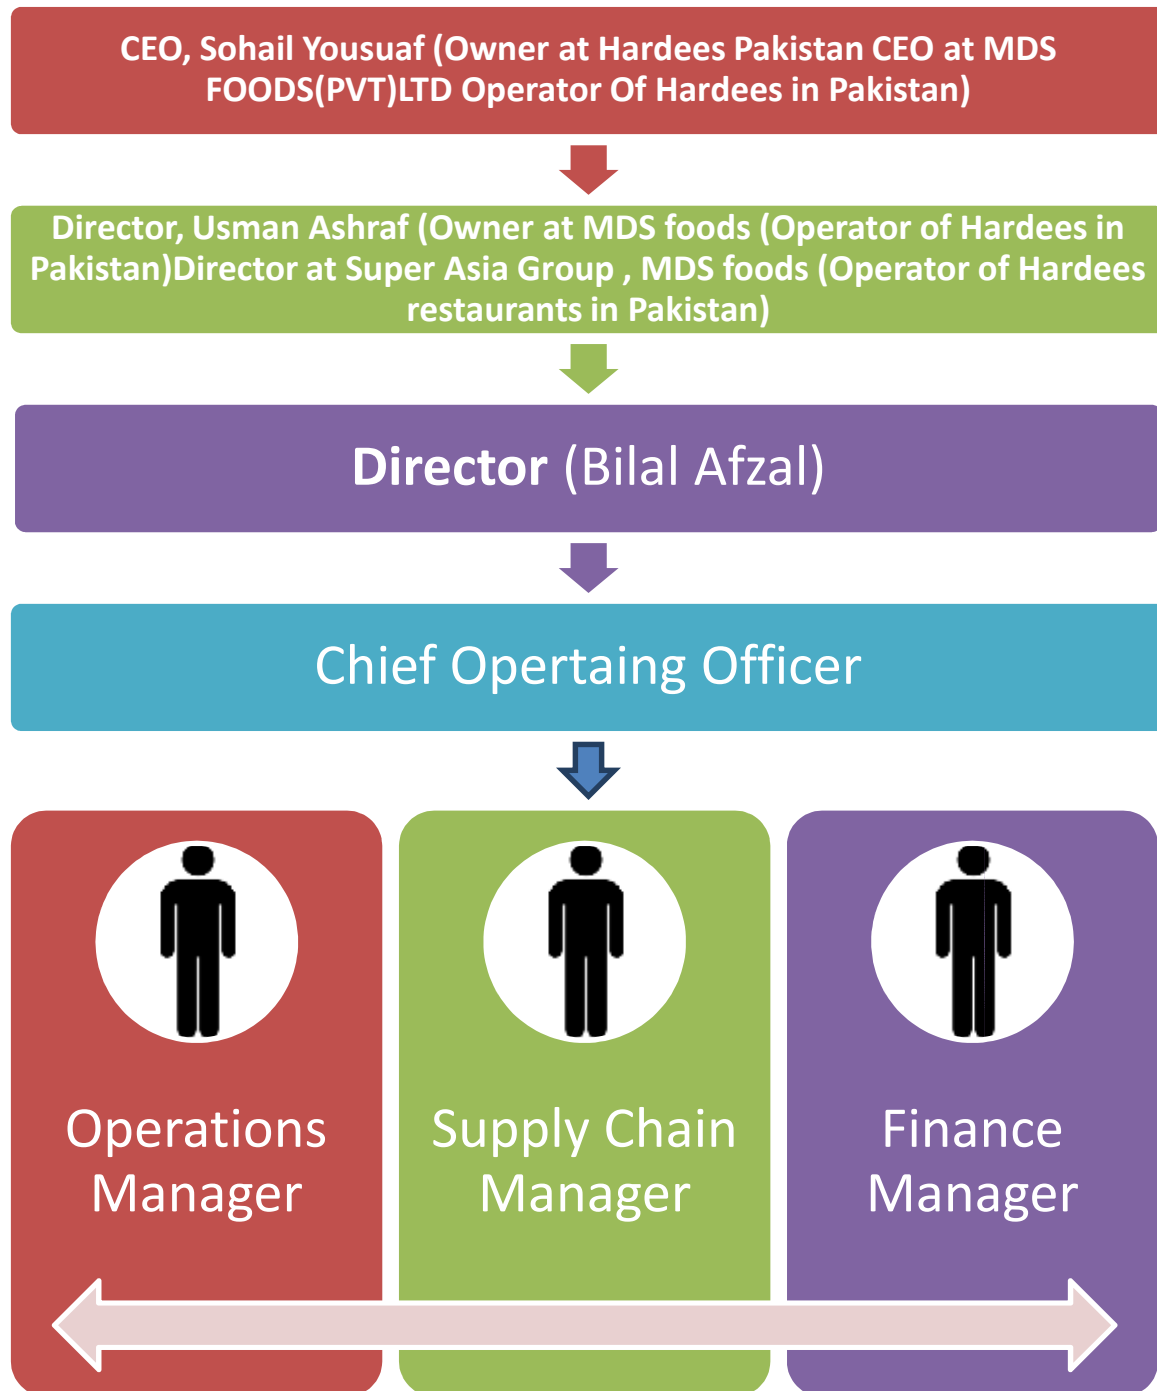 CEO, Sohail Yousuaf (Owner at Hardees Pakistan CEO at MDS
FOODS(PVT)LTD Operator Of Hardees in Pakistan)
Director, Usman Ashraf (Owner at MDS foods (Operator of Hardees in
Pakistan)Director at Super Asia Group , MDS foods (Operator of Hardees
restaurants in Pakistan)
Director (Bilal Afzal)
Chief Opertaing Officer
Operations
Manager
Supply Chain
Manager
Finance
Manager